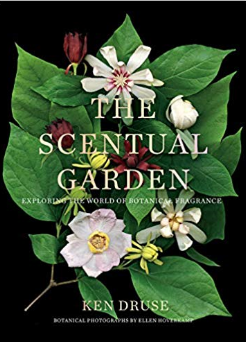 THE
SCENTUAL
GARDEN
EXPLORING THE WORLD OF BOTANICAL FRAGRANCE
KEN DRUSE
BOTANICAL PHOTOGRAPHS BY ELLEN HOVERKAMP